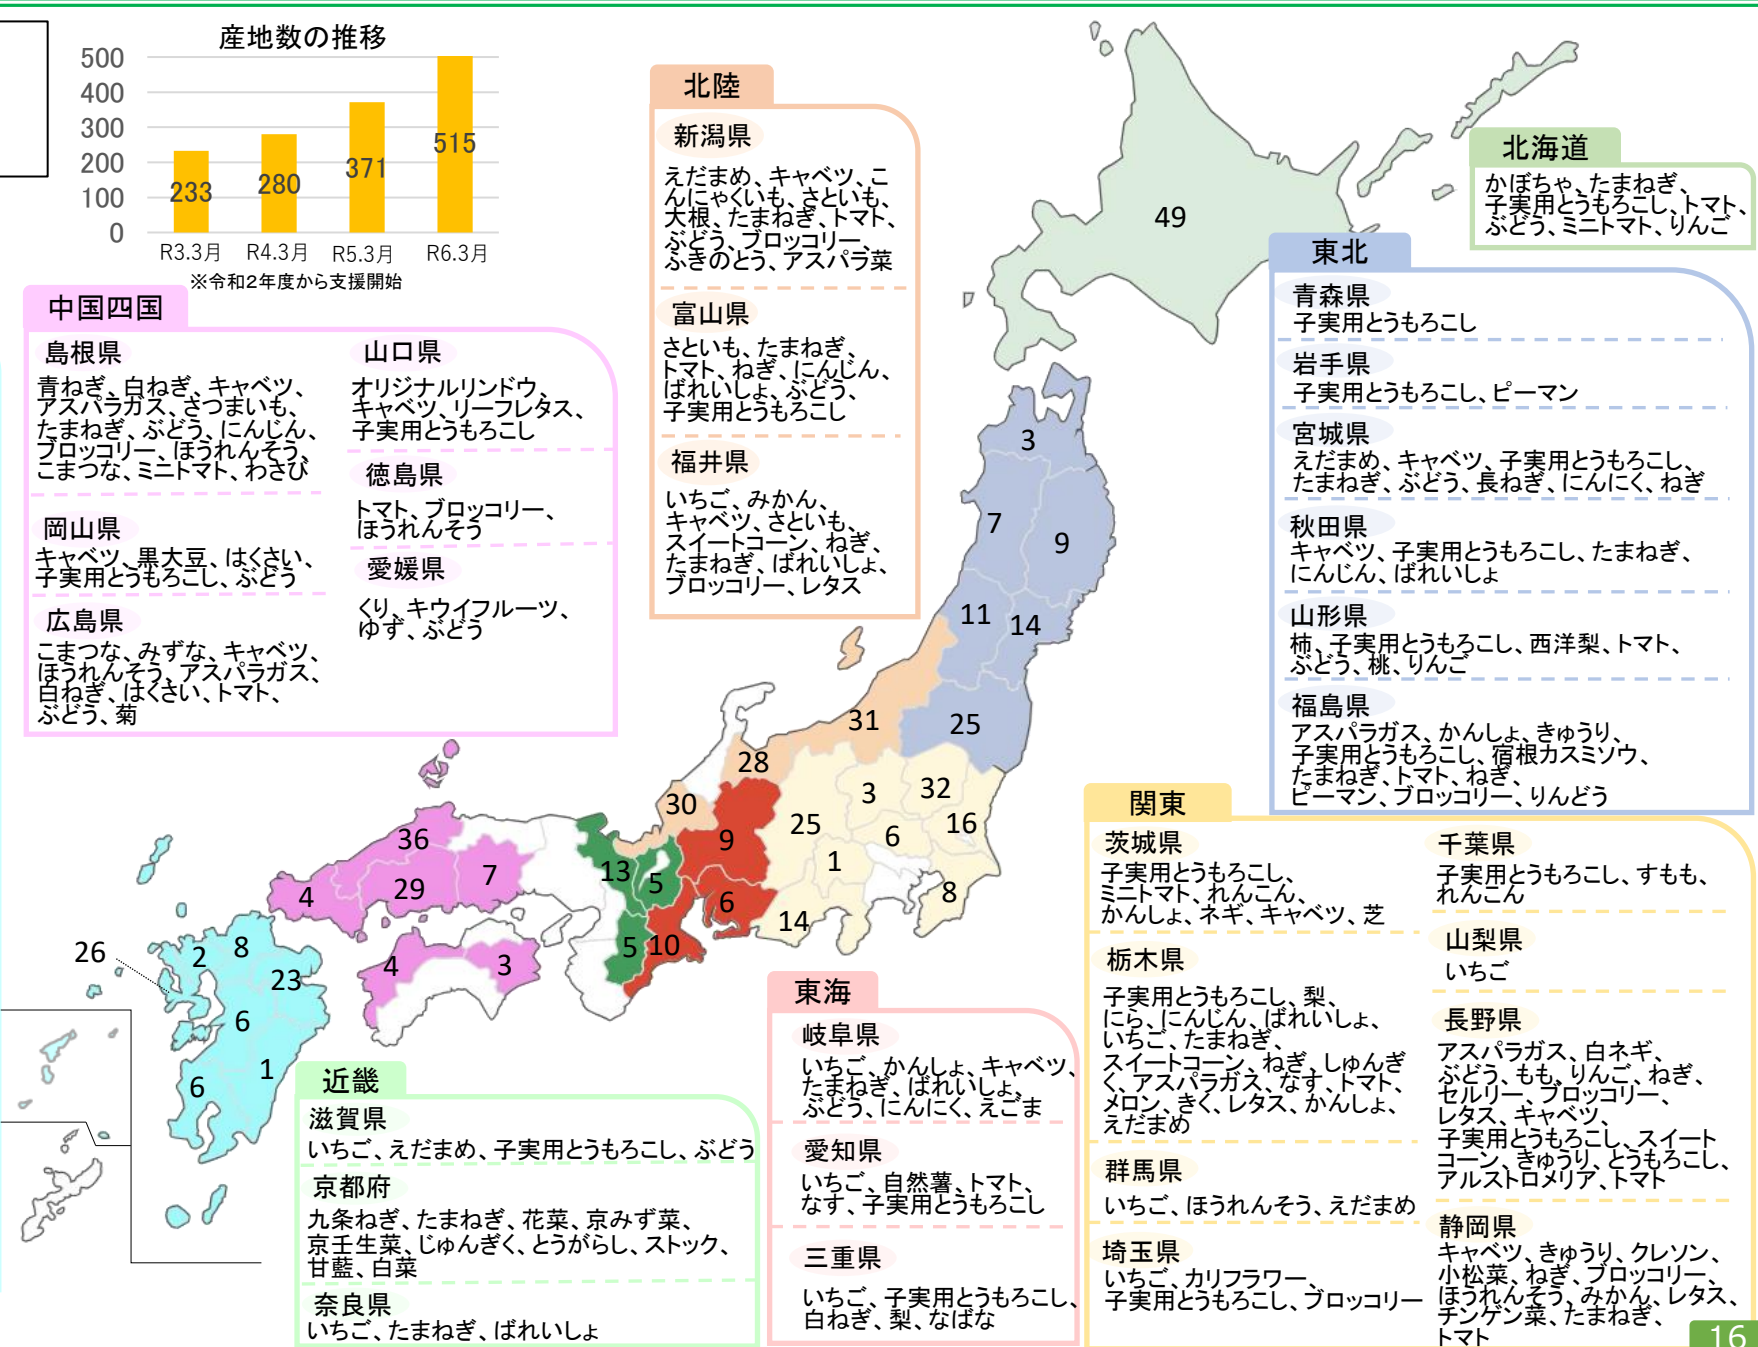 産地数の推移
500
400
300
200
100
0
233
280
371
515
R3.3月
R4.3月
R5.3月
R6.3月
※令和2年度から支援開始
中国四国
島根県
青ねぎ、白ねぎ、キャベツ、
アスパラガス、さつまいも、
たまねぎ、ぶどう、にんじん、
ブロッコリー、ほうれんそう、
こまつな、ミニトマト、わさび
岡山県
キャベツ、黒大豆、はくさい、
子実用とうもろこし、ぶどう
広島県
こまつな、みずな、キャベツ、
ほうれんそう、アスパラガス、
白ねぎ、はくさい、トマト、
ぶどう、菊
山口県
オリジナルリンドウ、
キャベツ、リーフレタス、
子実用とうもろこし
徳島県
トマト、ブロッコリー、
ほうれんそう
愛媛県
くり、キウイフルーツ、
ゆず、ぶどう
北陸
新潟県
えだまめ、キャベツ、こ
んにゃくいも、さといも、
大根、たまねぎ、トマト、
ぶどう、ブロッコリー、
ふきのとう、アスパラ菜
富山県
さといも、たまねぎ、
トマト、ねぎ、にんじん、
ばれいしょ、ぶどう、
子実用とうもろこし
福井県
いちご、みかん、
キャベツ、さといも、
スイートコーン、ねぎ、
たまねぎ、ばれいしょ、
ブロッコリー、レタス
北海道
かぼちゃ、たまねぎ、
子実用とうもろこし、トマト、
ぶどう、ミニトマト、りんご
東北
青森県
子実用とうもろこし
岩手県
子実用とうもろこし、ピーマン
宮城県
えだまめ、キャベツ、子実用とうもろこし、
たまねぎ、ぶどう、長ねぎ、にんにく、ねぎ
秋田県
キャベツ、子実用とうもろこし、たまねぎ、
にんじん、ばれいしょ
山形県
柿、子実用とうもろこし、西洋梨、トマト、
ぶどう、桃、りんご
福島県
アスパラガス、かんしょ、きゅうり、
子実用とうもろこし、宿根カスミソウ、
たまねぎ、トマト、ねぎ、
ピーマン、ブロッコリー、りんどう
49
3
7
9
11
14
25
31
28
30
3
32
16
25
6
1
8
14
9
6
10
13
5
5
36
29
7
4
4
3
26
2
8
23
6
1
6
近畿
滋賀県
いちご、えだまめ、子実用とうもろこし、ぶどう
京都府
九条ねぎ、たまねぎ、花菜、京みず菜、
京壬生菜、じゅんぎく、とうがらし、ストック、
甘藍、白菜
奈良県
いちご、たまねぎ、ばれいしょ
東海
岐阜県
いちご、かんしょ、キャベツ、
たまねぎ、ばれいしょ、
ぶどう、にんにく、えごま
愛知県
いちご、自然薯、トマト、
なす、子実用とうもろこし
三重県
いちご、子実用とうもろこし、
白ねぎ、梨、なばな
関東
茨城県
子実用とうもろこし、
ミニトマト、れんこん、
かんしょ、ネギ、キャベツ、芝
栃木県
子実用とうもろこし、梨、
にら、にんじん、ばれいしょ、
いちご、たまねぎ、
スイートコーン、ねぎ、しゅんぎ
く、アスパラガス、なす、トマト、
メロン、きく、レタス、かんしょ、
えだまめ
群馬県
いちご、ほうれんそう、えだまめ
埼玉県
いちご、カリフラワー、
子実用とうもろこし、ブロッコリー
千葉県
子実用とうもろこし、すもも、
れんこん
山梨県
いちご
長野県
アスパラガス、白ネギ、
ぶどう、もも、りんご、ねぎ、
セルリー、ブロッコリー、
レタス、キャベツ、
子実用とうもろこし、スイート
コーン、きゅうり、とうもろこし、
アルストロメリア、トマト
静岡県
キャベツ、きゅうり、クレソン、
小松菜、ねぎ、ブロッコリー、
ほうれんそう、みかん、レタス、
チンゲン菜、たまねぎ、
トマト
16